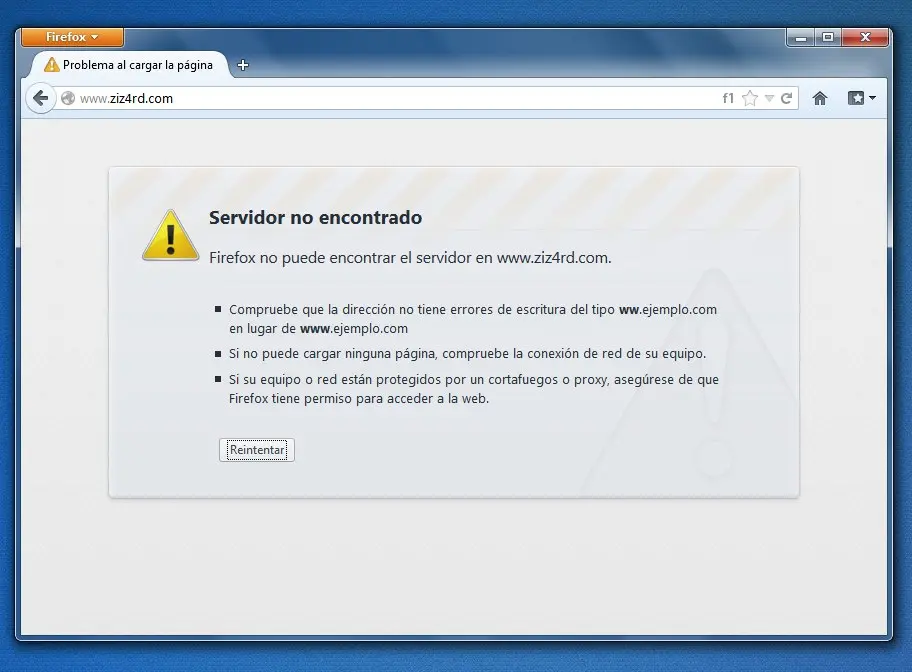 Firefox
Problema al cargar la página
www.ziz4rd.com
f1
Servidor no encontrado
Firefox no puede encontrar el servidor en www.ziz4rd.com.
Compruebe que la dirección no tiene errores de escritura del tipo ww.ejemplo.com
en lugar de www.ejemplo.com
Si no puede cargar ninguna página, compruebe la conexión de red de su equipo.
Si su equipo o red están protegidos por un cortafuegos o proxy, asegúrese de que
Firefox tiene permiso para acceder a la web.
Reintentar